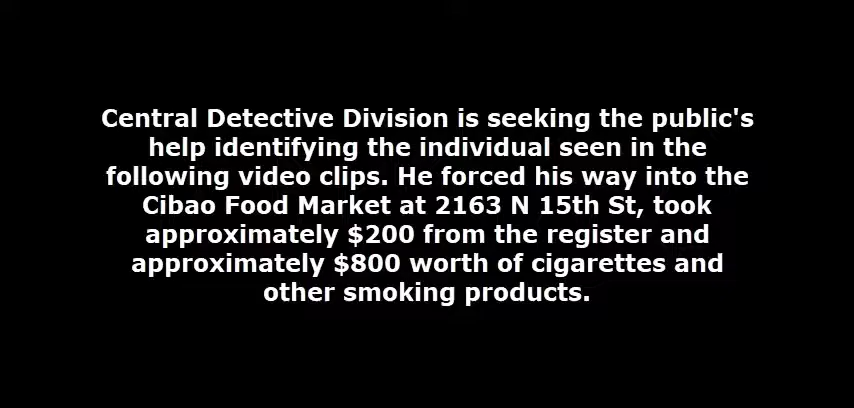 Central Detective Division is seeking the public's
help identifying the individual seen in the
following video clips. He forced his way into the
Cibao Food Market at 2163 N 15th St, took
approximately $200 from the register and
approximately $800 worth of cigarettes and
other smoking products.